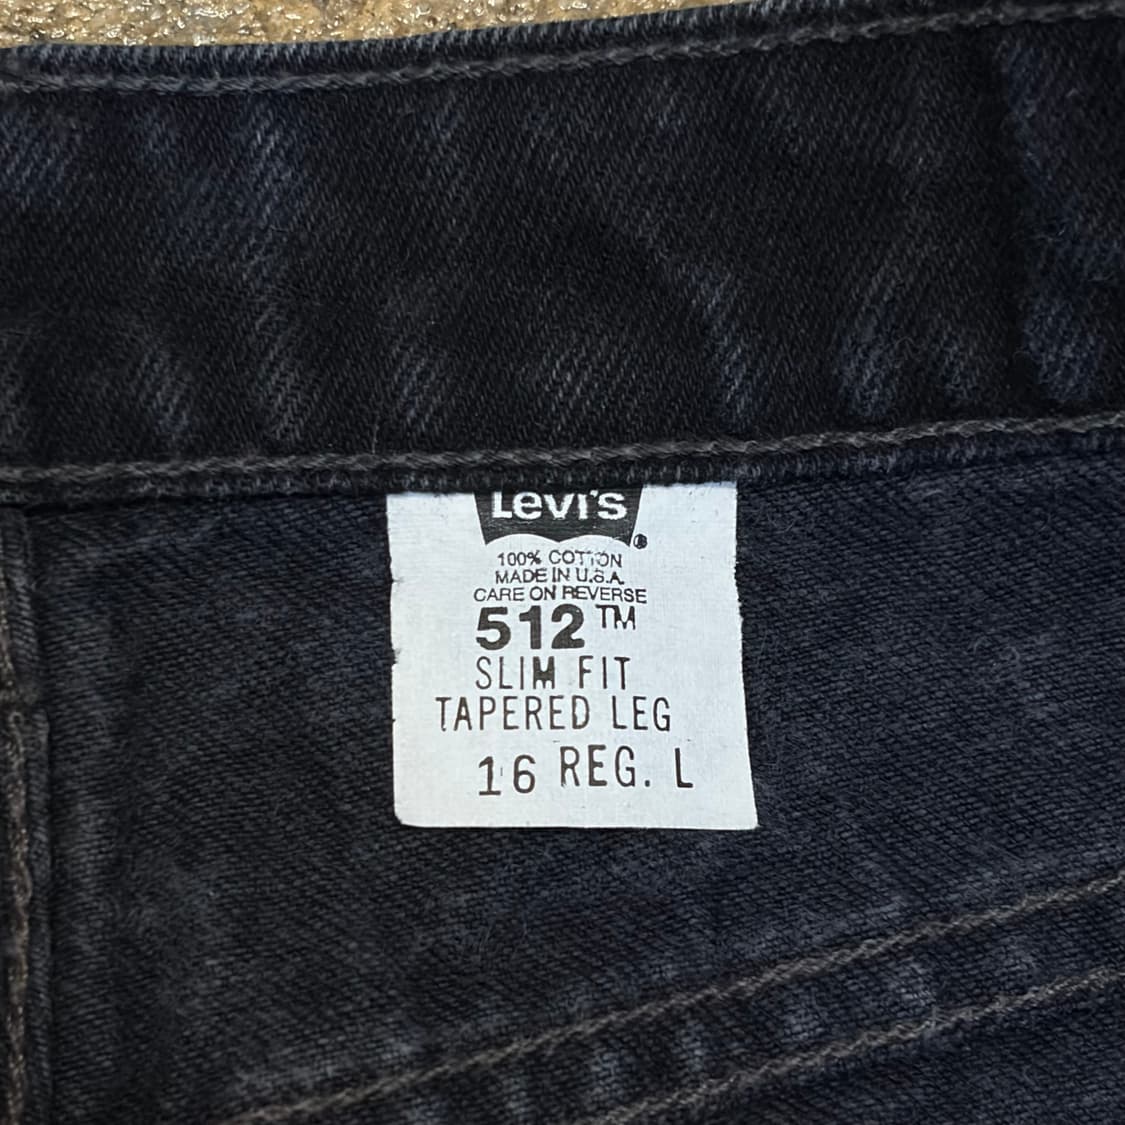 Levi's
100% COTTON
MADE IN U.S.A.
CARE ON REVERSE
512™
SLIM FIT
TAPERED LEG
16 REG. L